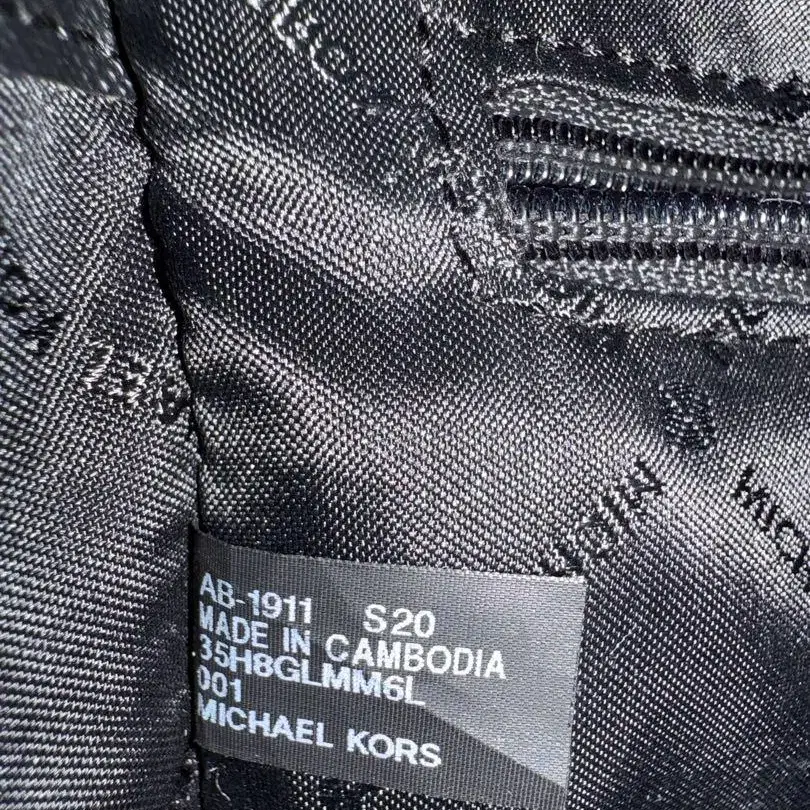 AB-1911 S20
MADE IN CAMBODIA
35H8GLMM6L
001
MICHAEL KORS